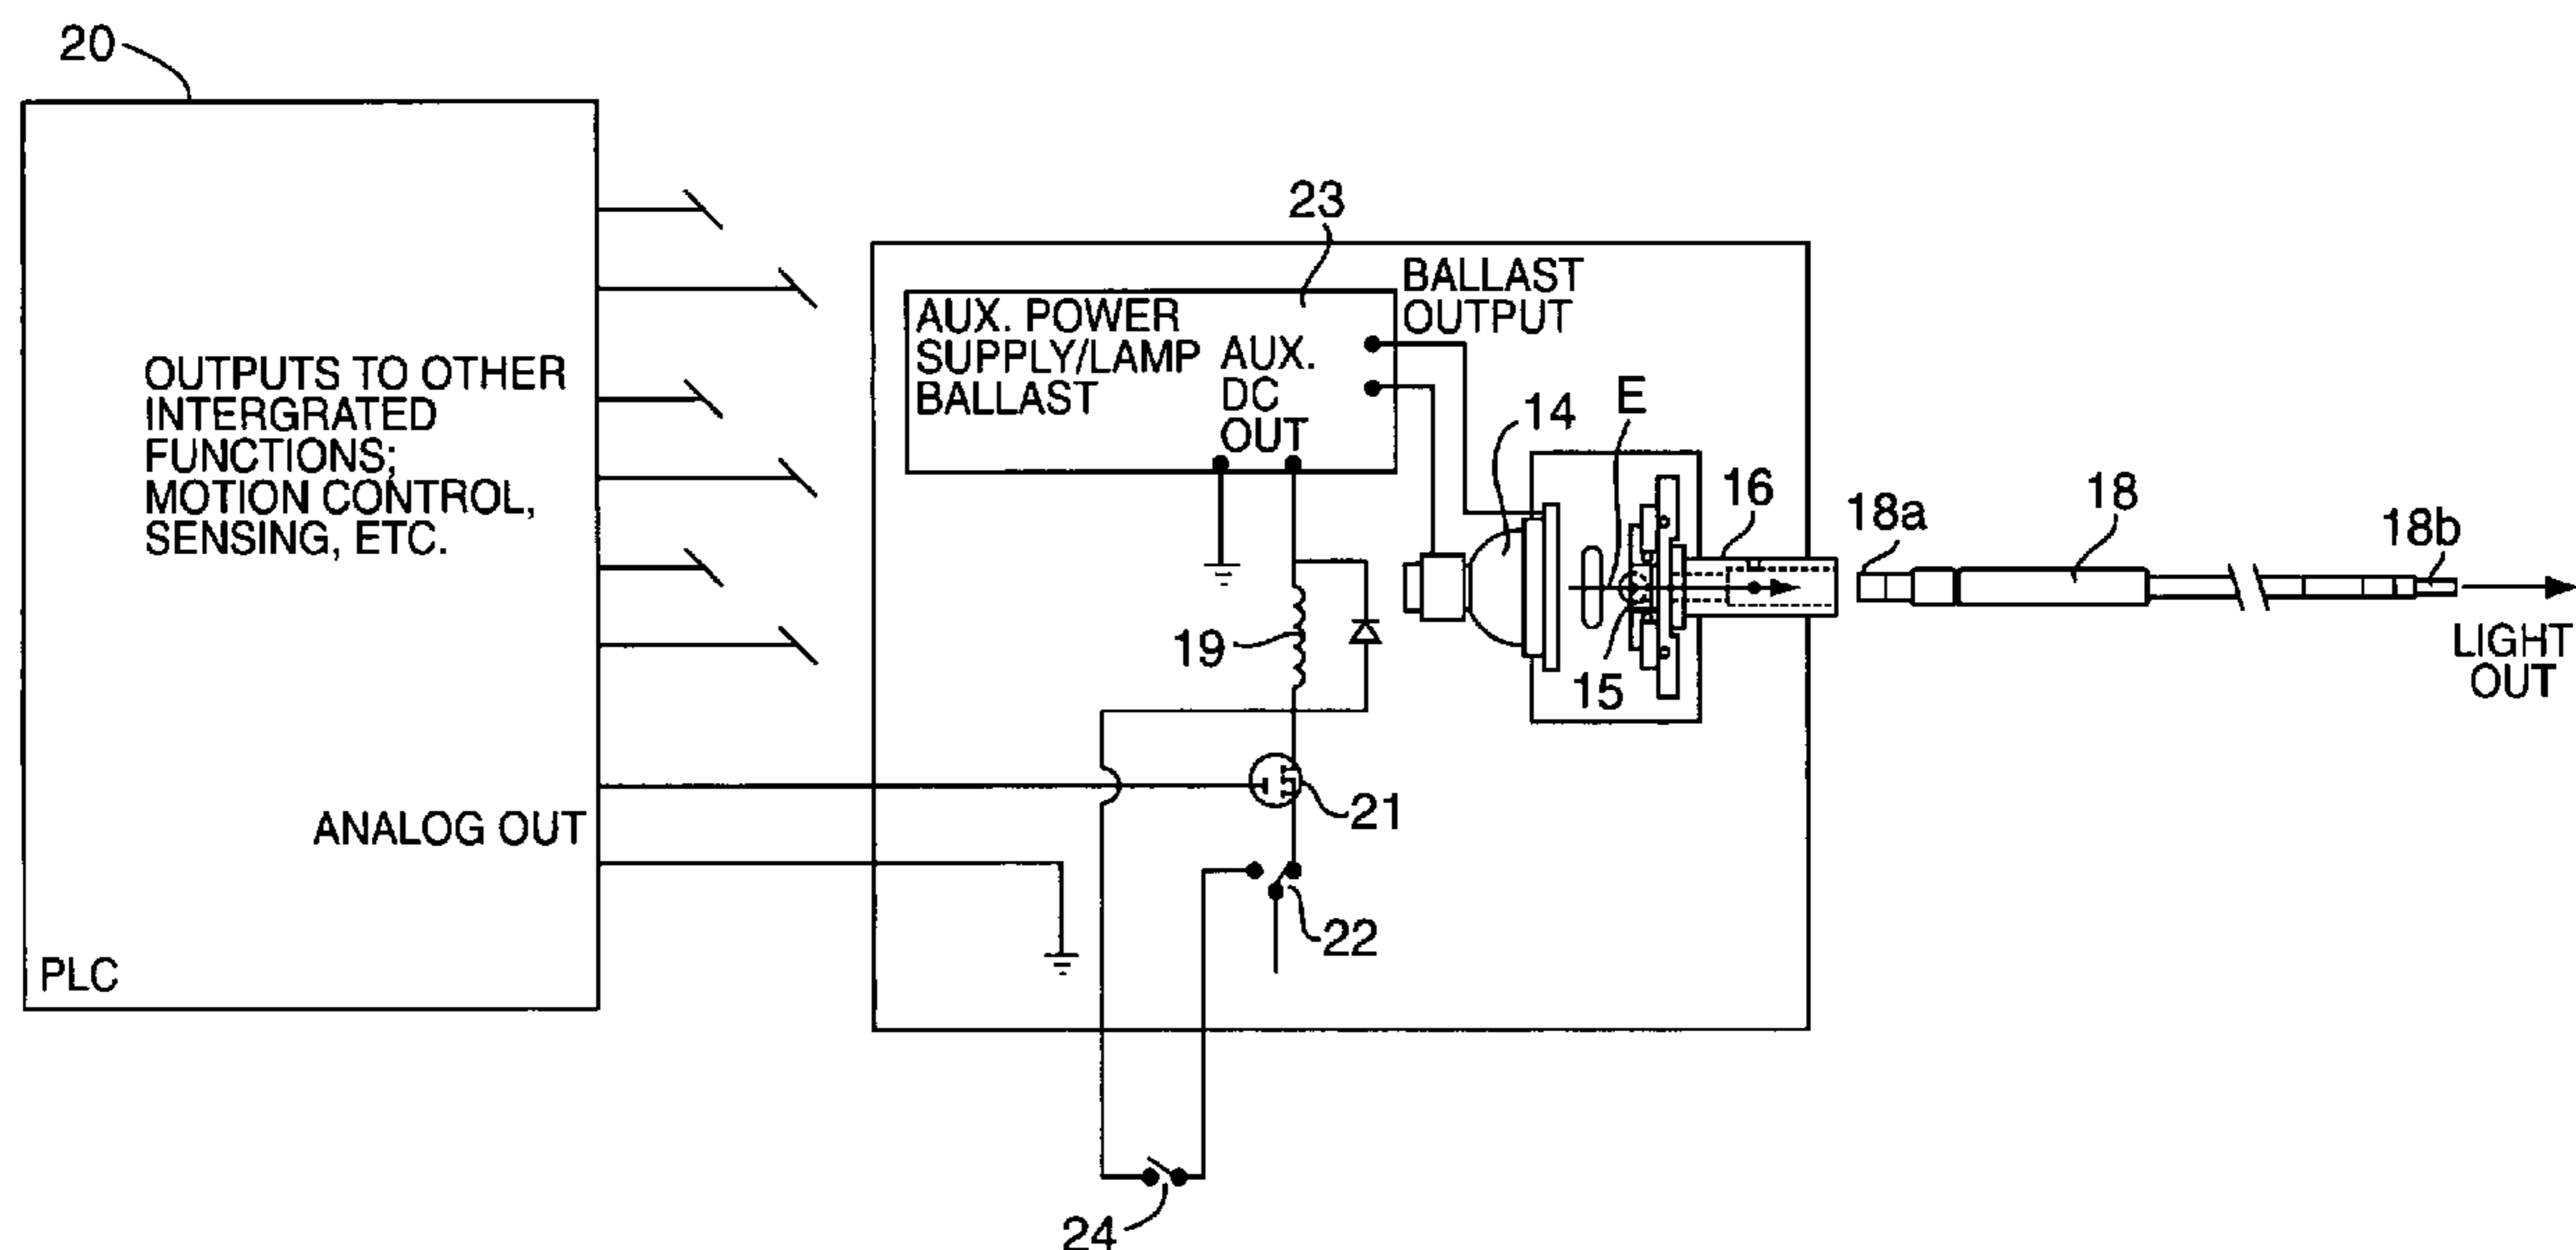 20
OUTPUTS TO OTHER
INTERGRATED
FUNCTIONS;
MOTION CONTROL,
SENSING, ETC.
ANALOG OUT
PLC
23
BALLAST
OUTPUT
AUX. POWER
SUPPLY/LAMP
BALLAST
AUX.
DC
OUT
14
E
16
15
18a
18
18b
LIGHT
OUT
19
21
22
24